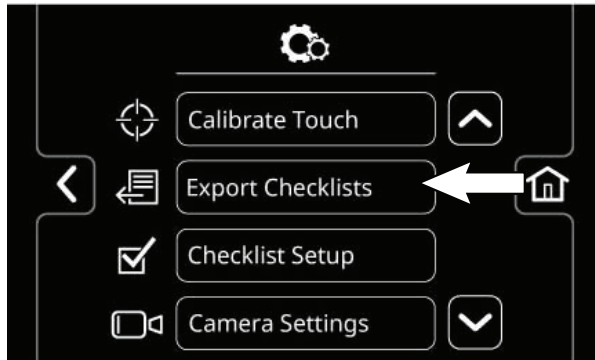 Calibrate Touch
Export Checklists
Checklist Setup
Camera Settings